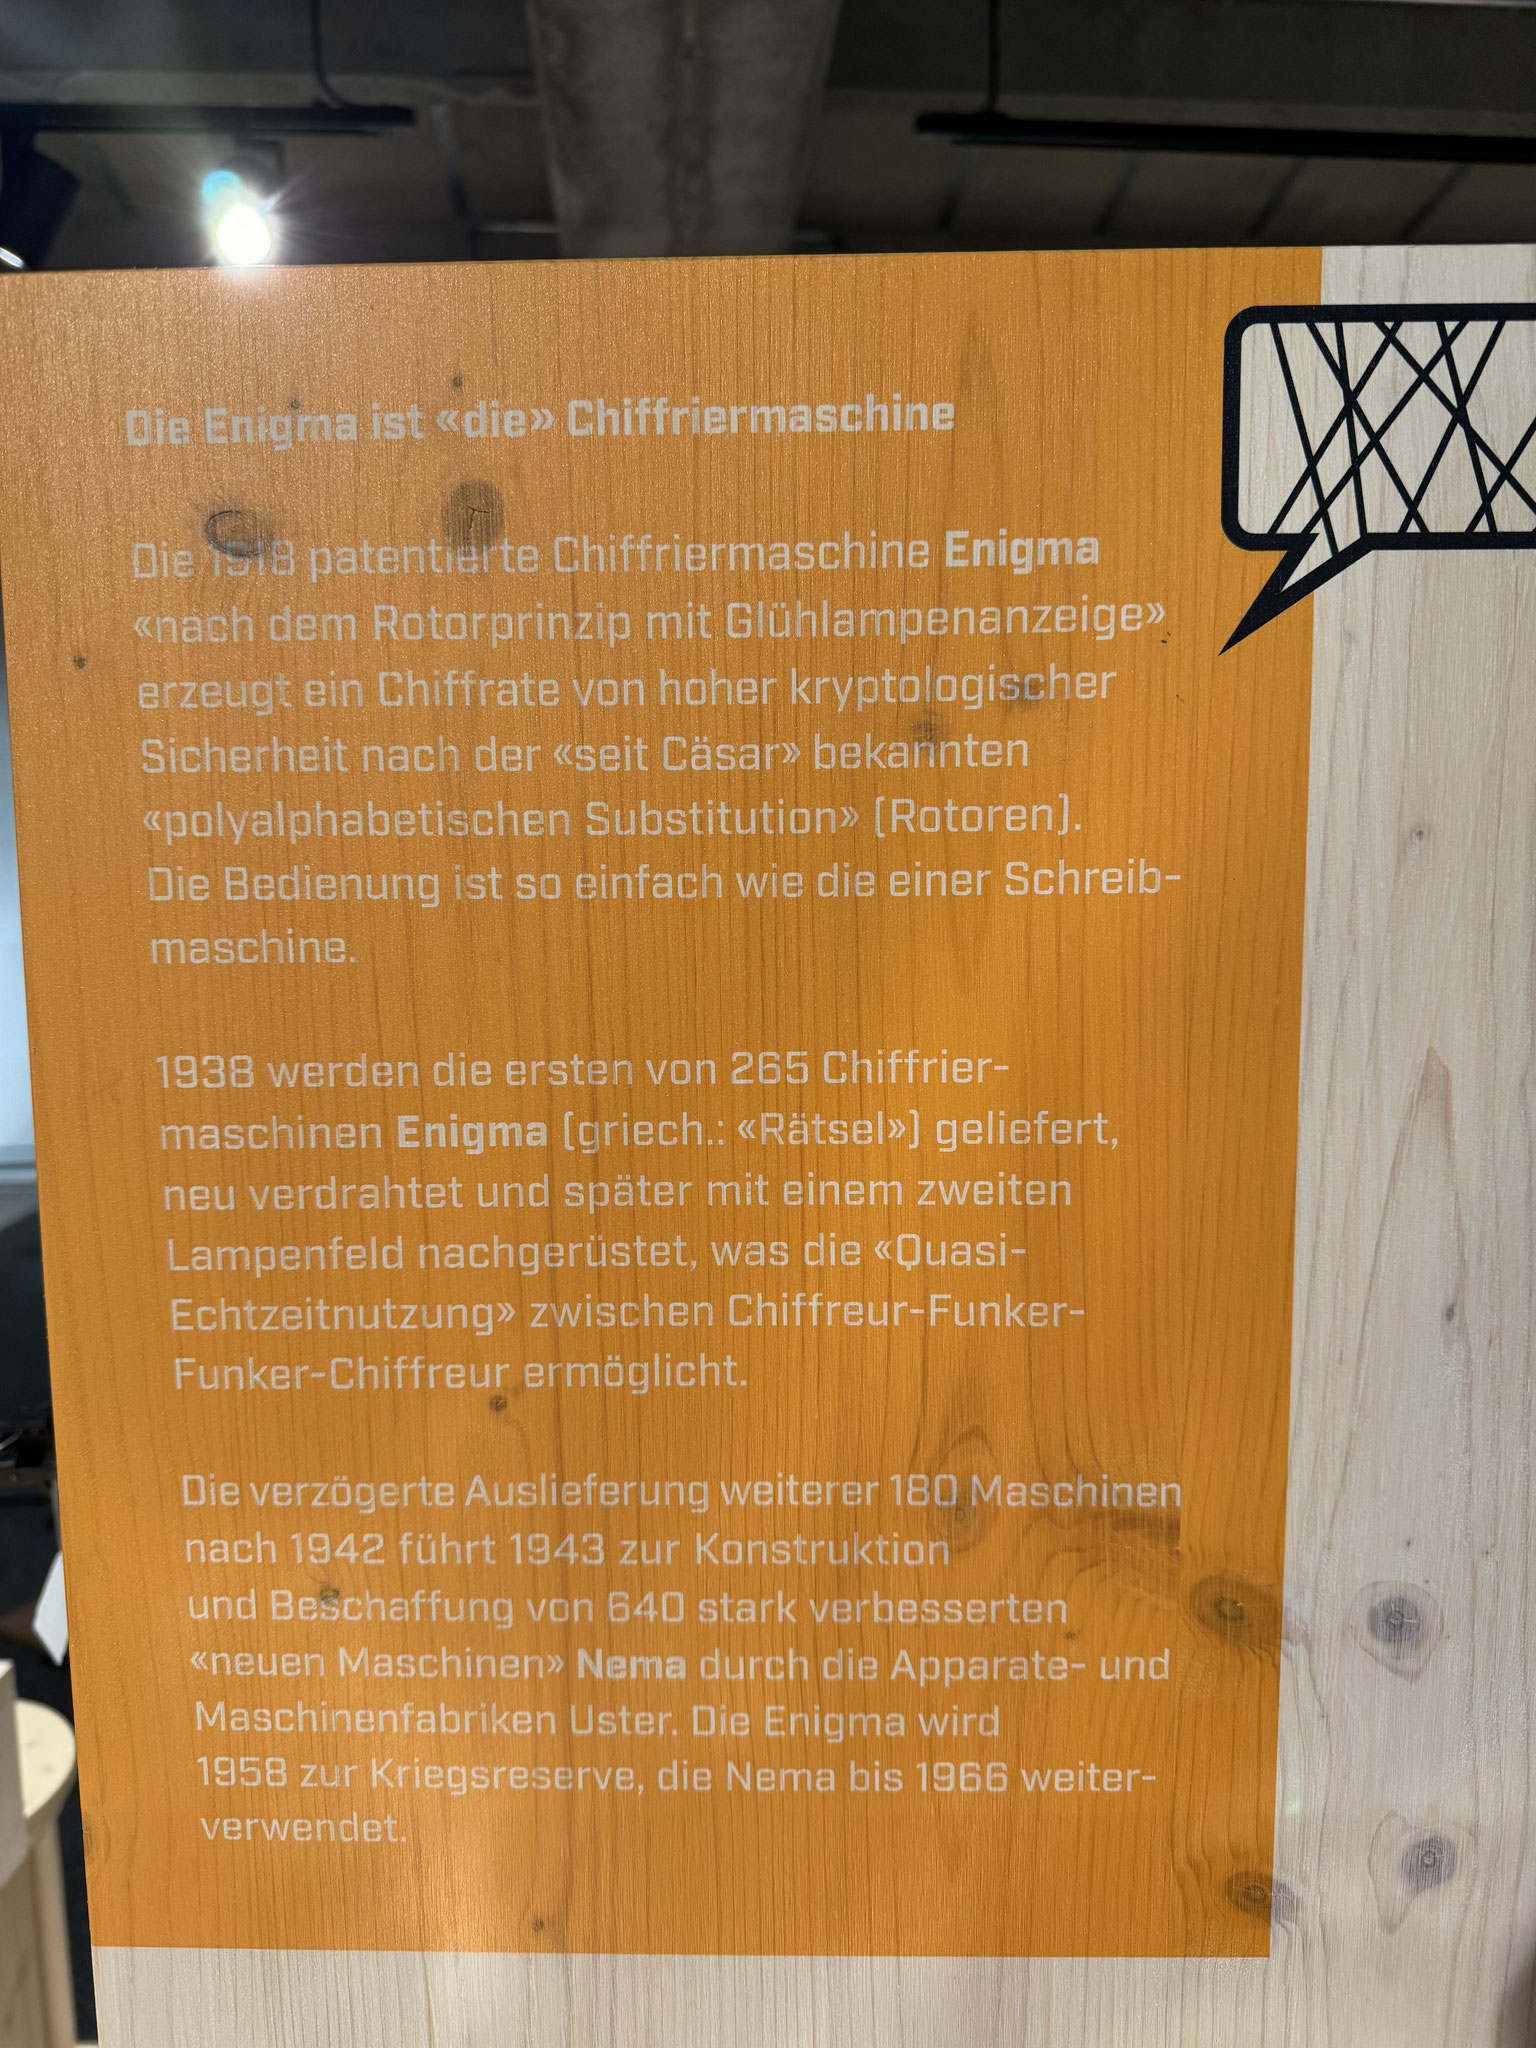 Die Enigma ist «die» Chiffriermaschine
Die 1918 patentierte Chiffriermaschine Enigma
«nach dem Rotorprinzip mit Glühlampenanzeige»
erzeugt ein Chiffrate von hoher kryptologischer
Sicherheit nach der «seit Cäsar» bekannten
«polyalphabetischen Substitution» (Rotoren).
Die Bedienung ist so einfach wie die einer Schreib-
maschine.
1938 werden die ersten von 265 Chiffrier-
maschinen Enigma (griech.: «Rätsel») geliefert,
neu verdrahtet und später mit einem zweiten
Lampenfeld nachgerüstet, was die «Quasi-
Echtzeitnutzung» zwischen Chiffreur-Funker-
Funker-Chiffreur ermöglicht.
Die verzögerte Auslieferung weiterer 180 Maschinen
nach 1942 führt 1943 zur Konstruktion
und Beschaffung von 640 stark verbesserten
«neuen Maschinen» Nema durch die Apparate- und
Maschinenfabriken Uster. Die Enigma wird
1958 zur Kriegsreserve, die Nema bis 1966 weiter-
verwendet.